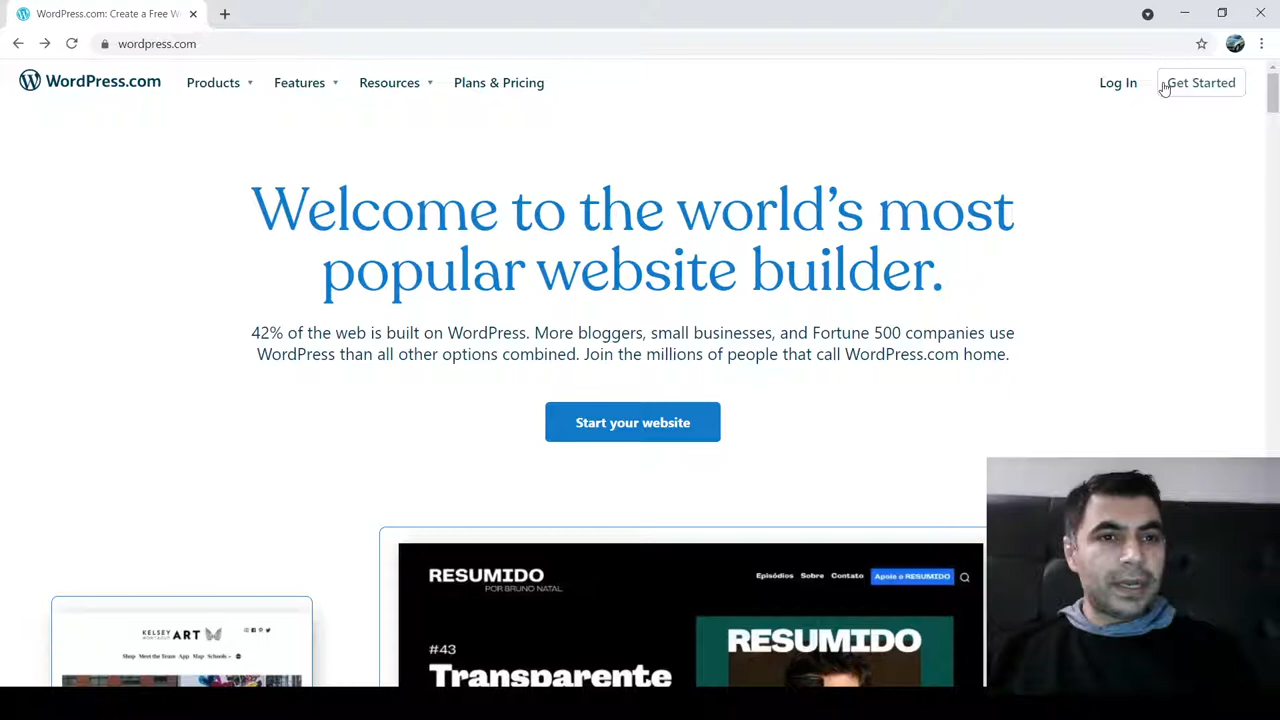 WordPress.com: Create a Free W
wordpress.com
WordPress.com
Products
Features
Resources
Plans & Pricing
Log In
Get Started
Welcome to the world's most
popular website builder.
42% of the web is built on WordPress. More bloggers, small businesses, and Fortune 500 companies use
WordPress than all other options combined. Join the millions of people that call WordPress.com home.
Start your website
RESUMIDO
POR BRUNO NATAL
Episódios Sobre Contato Apoie o RESUMIDO
KELSEY
ART
Shop Meet the Team App Map Schools
#43
Transparente
RESUMIDO